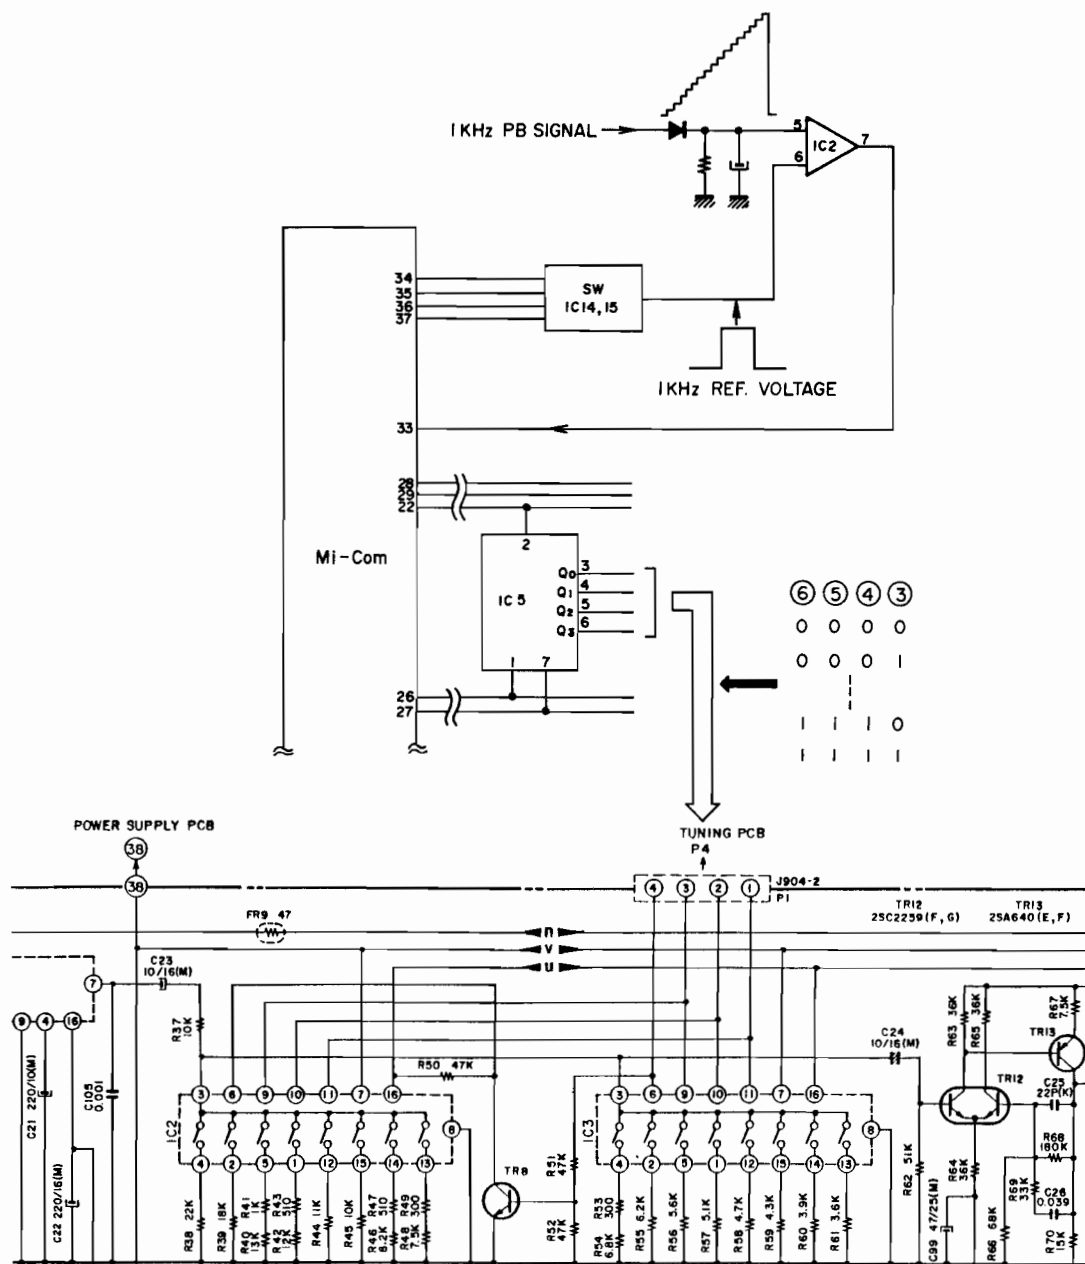 1KHz PB SIGNAL
5
6
IC2
7
34
35
36
37
SW
IC14, 15
1KHz REF. VOLTAGE
33
28
29
22
Mi-Com
2
IC 5
Q0 3
Q1 4
Q2 5
Q3 6
1 7
26
27
6 5 4 3
0 0 0 0
0 0 0 1
1 1 1 0
1 1 1 1
POWER SUPPLY PCB
38
38
TUNING PCB
P4
4 3 2 1
J904-2
P1
TR12
2SC2259(F, G)
TR13
2SA640(E,F)
FR9 47
n
v
u
C23
10/16(M)
7
9 4 16
R37
10K
R50 47K
C24
10/16(M)
R63 36K
R65 36K
R67
7.5K
TR13
TR12
C25
22P(K)
C21 220/10(M)
C105
0.001
C22 220/16(M)
3 6 9 10 11 7 16
IC2
8
4 2 5 1 12 15 14 13
R38 22K
R39 18K
R41 1K
R40 13K
R43 510
R42 12K
R44 11K
R45 10K
R47 510
R46 8.2K
R49 300
R48 7.5K
TR8
R51
47K
R52
47K
3 6 9 10 11 7 16
IC3
8
4 2 5 1 12 15 14 13
R53 300
R54 6.8K
R55 6.2K
R56 5.6K
R57 5.1K
R58 4.7K
R59 4.3K
R60 3.9K
R61 3.6K
R62 51K
C99 47/25(M)
R64
36K
R66 68K
R68
180K
R69
33K
C26
0.039
R70
15K